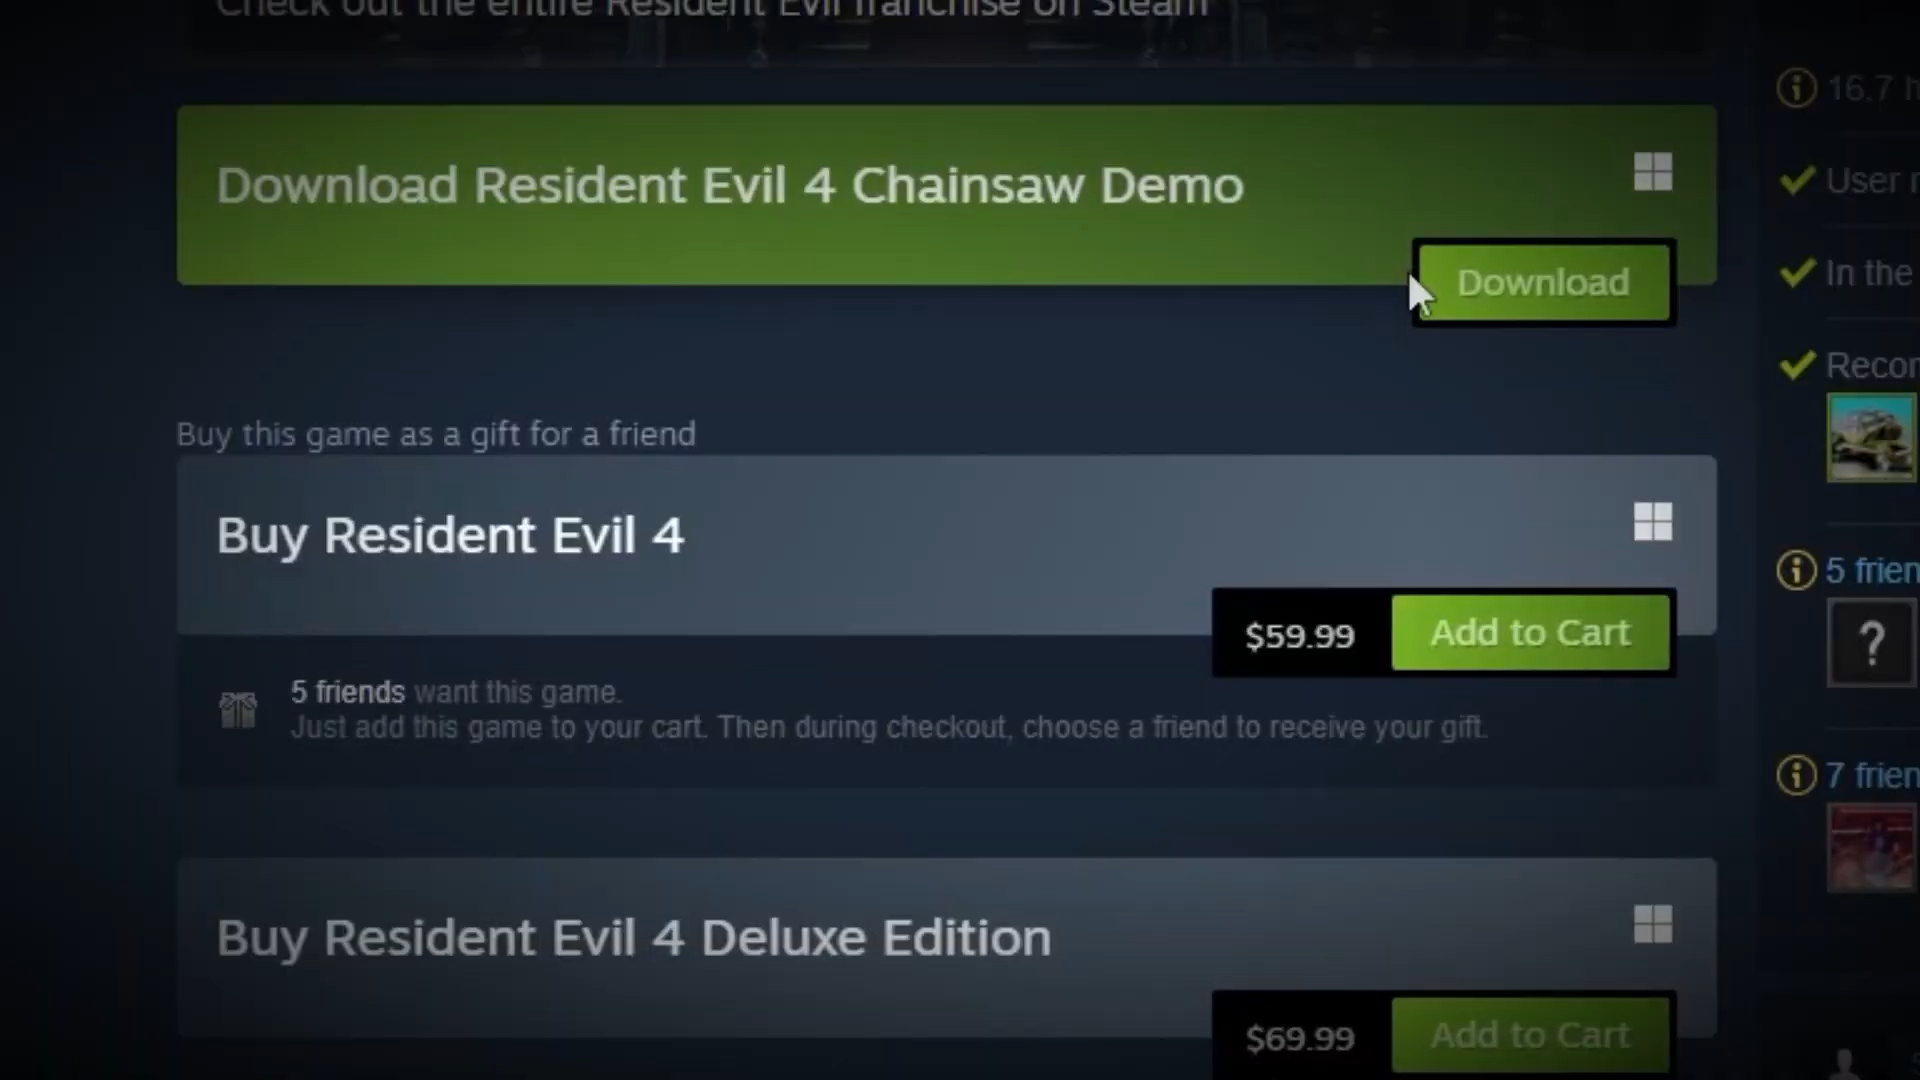 Check out the entire Resident Evil franchise on Steam
Download Resident Evil 4 Chainsaw Demo
Download
Buy this game as a gift for a friend
Buy Resident Evil 4
$59.99
Add to Cart
5 friends want this game.
Just add this game to your cart. Then during checkout, choose a friend to receive your gift.
Buy Resident Evil 4 Deluxe Edition
$69.99
Add to Cart
16.7 h
User r
In the
Recor
5 frien
?
7 frien